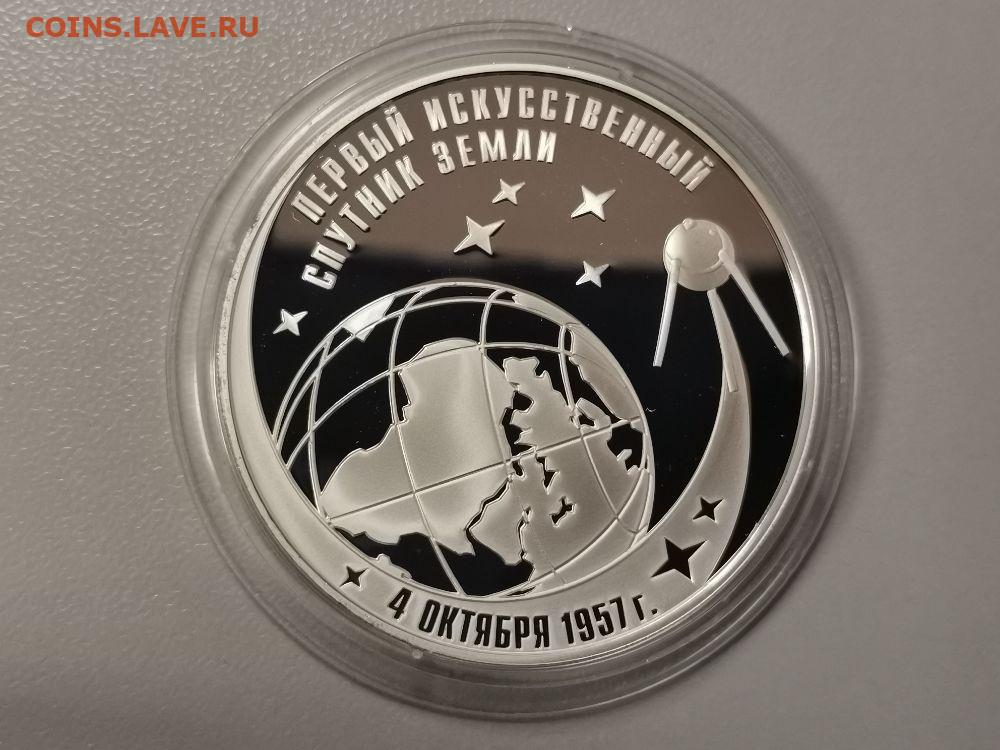 COINS.LAVE.RU
ПЕРВЫЙ ИСКУССТВЕННЫЙ
СПУТНИК ЗЕМЛИ
4 ОКТЯБРЯ 1957 г.